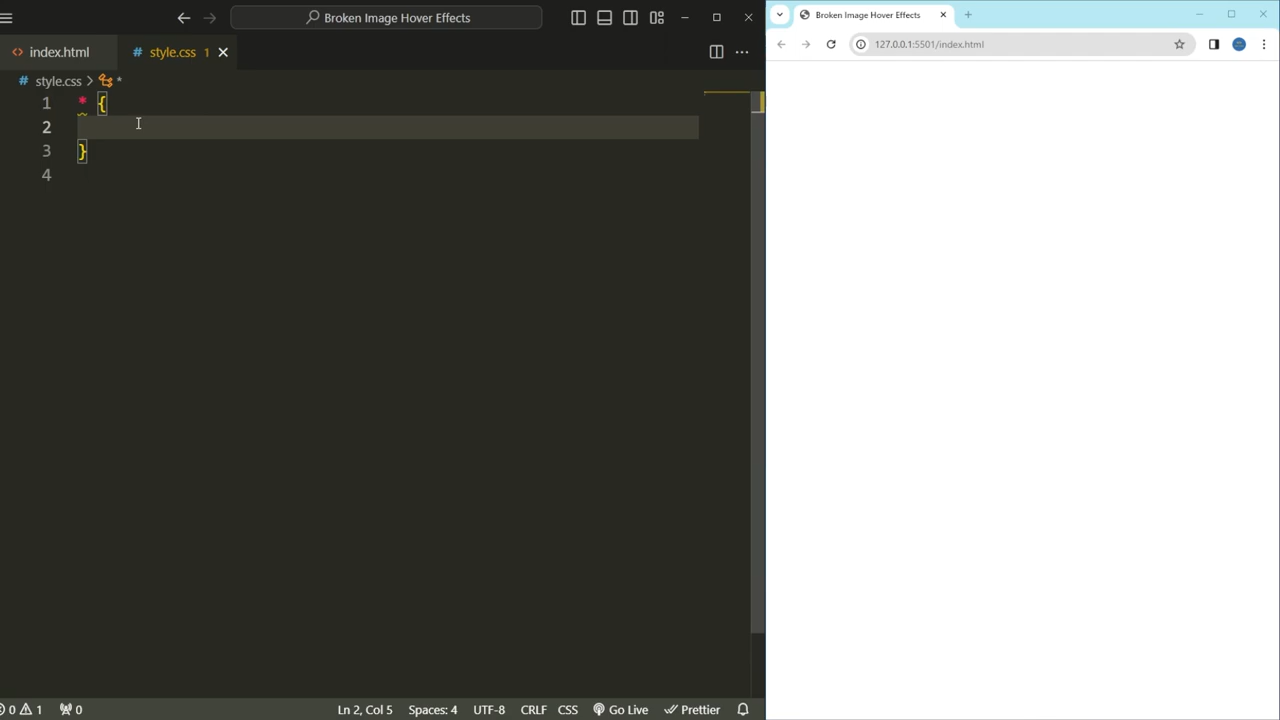 Broken Image Hover Effects
index.html
# style.css 1
# style.css > *
1 * {
2
3 }
4
0 1 0
Ln 2, Col 5 Spaces: 4 UTF-8 CRLF CSS Go Live Prettier
Broken Image Hover Effects
127.0.0.1:5501/index.html